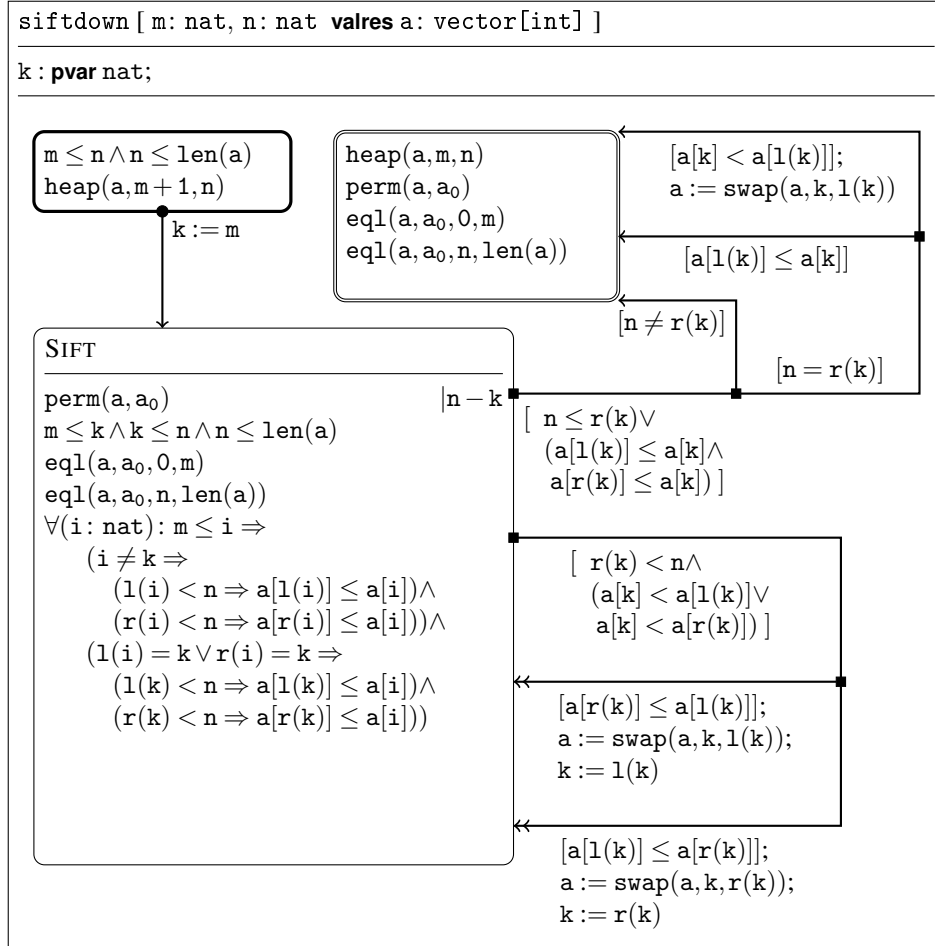 siftdown [ m: nat, n: nat valres a: vector[int] ]
k : pvar nat;
m ≤ n ∧ n ≤ len(a)
heap(a,m+1,n)
k := m
heap(a,m,n)
perm(a,a₀)
eql(a,a₀,0,m)
eql(a,a₀,n,len(a))
[a[k] < a[l(k)]];
a := swap(a,k,l(k))
[a[l(k)] ≤ a[k]]
[n ≠ r(k)]
[n = r(k)]
SIFT
perm(a,a₀) |n−k
m ≤ k ∧ k ≤ n ∧ n ≤ len(a)
eql(a,a₀,0,m)
eql(a,a₀,n,len(a))
∀(i: nat): m ≤ i ⇒
(i ≠ k ⇒
(l(i) < n ⇒ a[l(i)] ≤ a[i])∧
(r(i) < n ⇒ a[r(i)] ≤ a[i]))∧
(l(i) = k ∨ r(i) = k ⇒
(l(k) < n ⇒ a[l(k)] ≤ a[i])∧
(r(k) < n ⇒ a[r(k)] ≤ a[i]))
[ n ≤ r(k)∨
(a[l(k)] ≤ a[k]∧
a[r(k)] ≤ a[k]) ]
[ r(k) < n∧
(a[k] < a[l(k)]∨
a[k] < a[r(k)]) ]
[a[r(k)] ≤ a[l(k)]];
a := swap(a,k,l(k));
k := l(k)
[a[l(k)] ≤ a[r(k)]];
a := swap(a,k,r(k));
k := r(k)